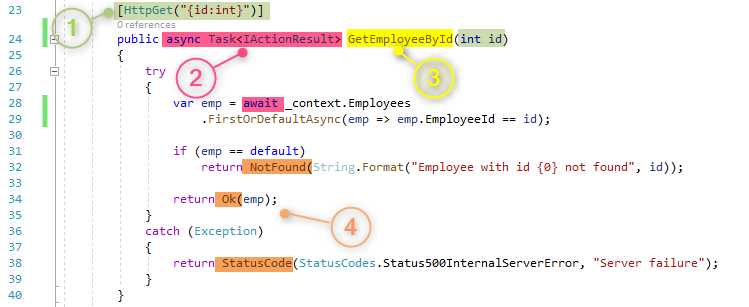 23 [HttpGet("{id:int}")]
1
0 references
24 public async Task<IActionResult> GetEmployeeById(int id)
25 {
2
3
26 try
27 {
28 var emp = await _context.Employees
29 .FirstOrDefaultAsync(emp => emp.EmployeeId == id);
30
31 if (emp == default)
32 return NotFound(String.Format("Employee with id {0} not found", id));
33
34 return Ok(emp);
35 }
4
36 catch (Exception)
37 {
38 return StatusCode(StatusCodes.Status500InternalServerError, "Server failure");
39 }
40 }